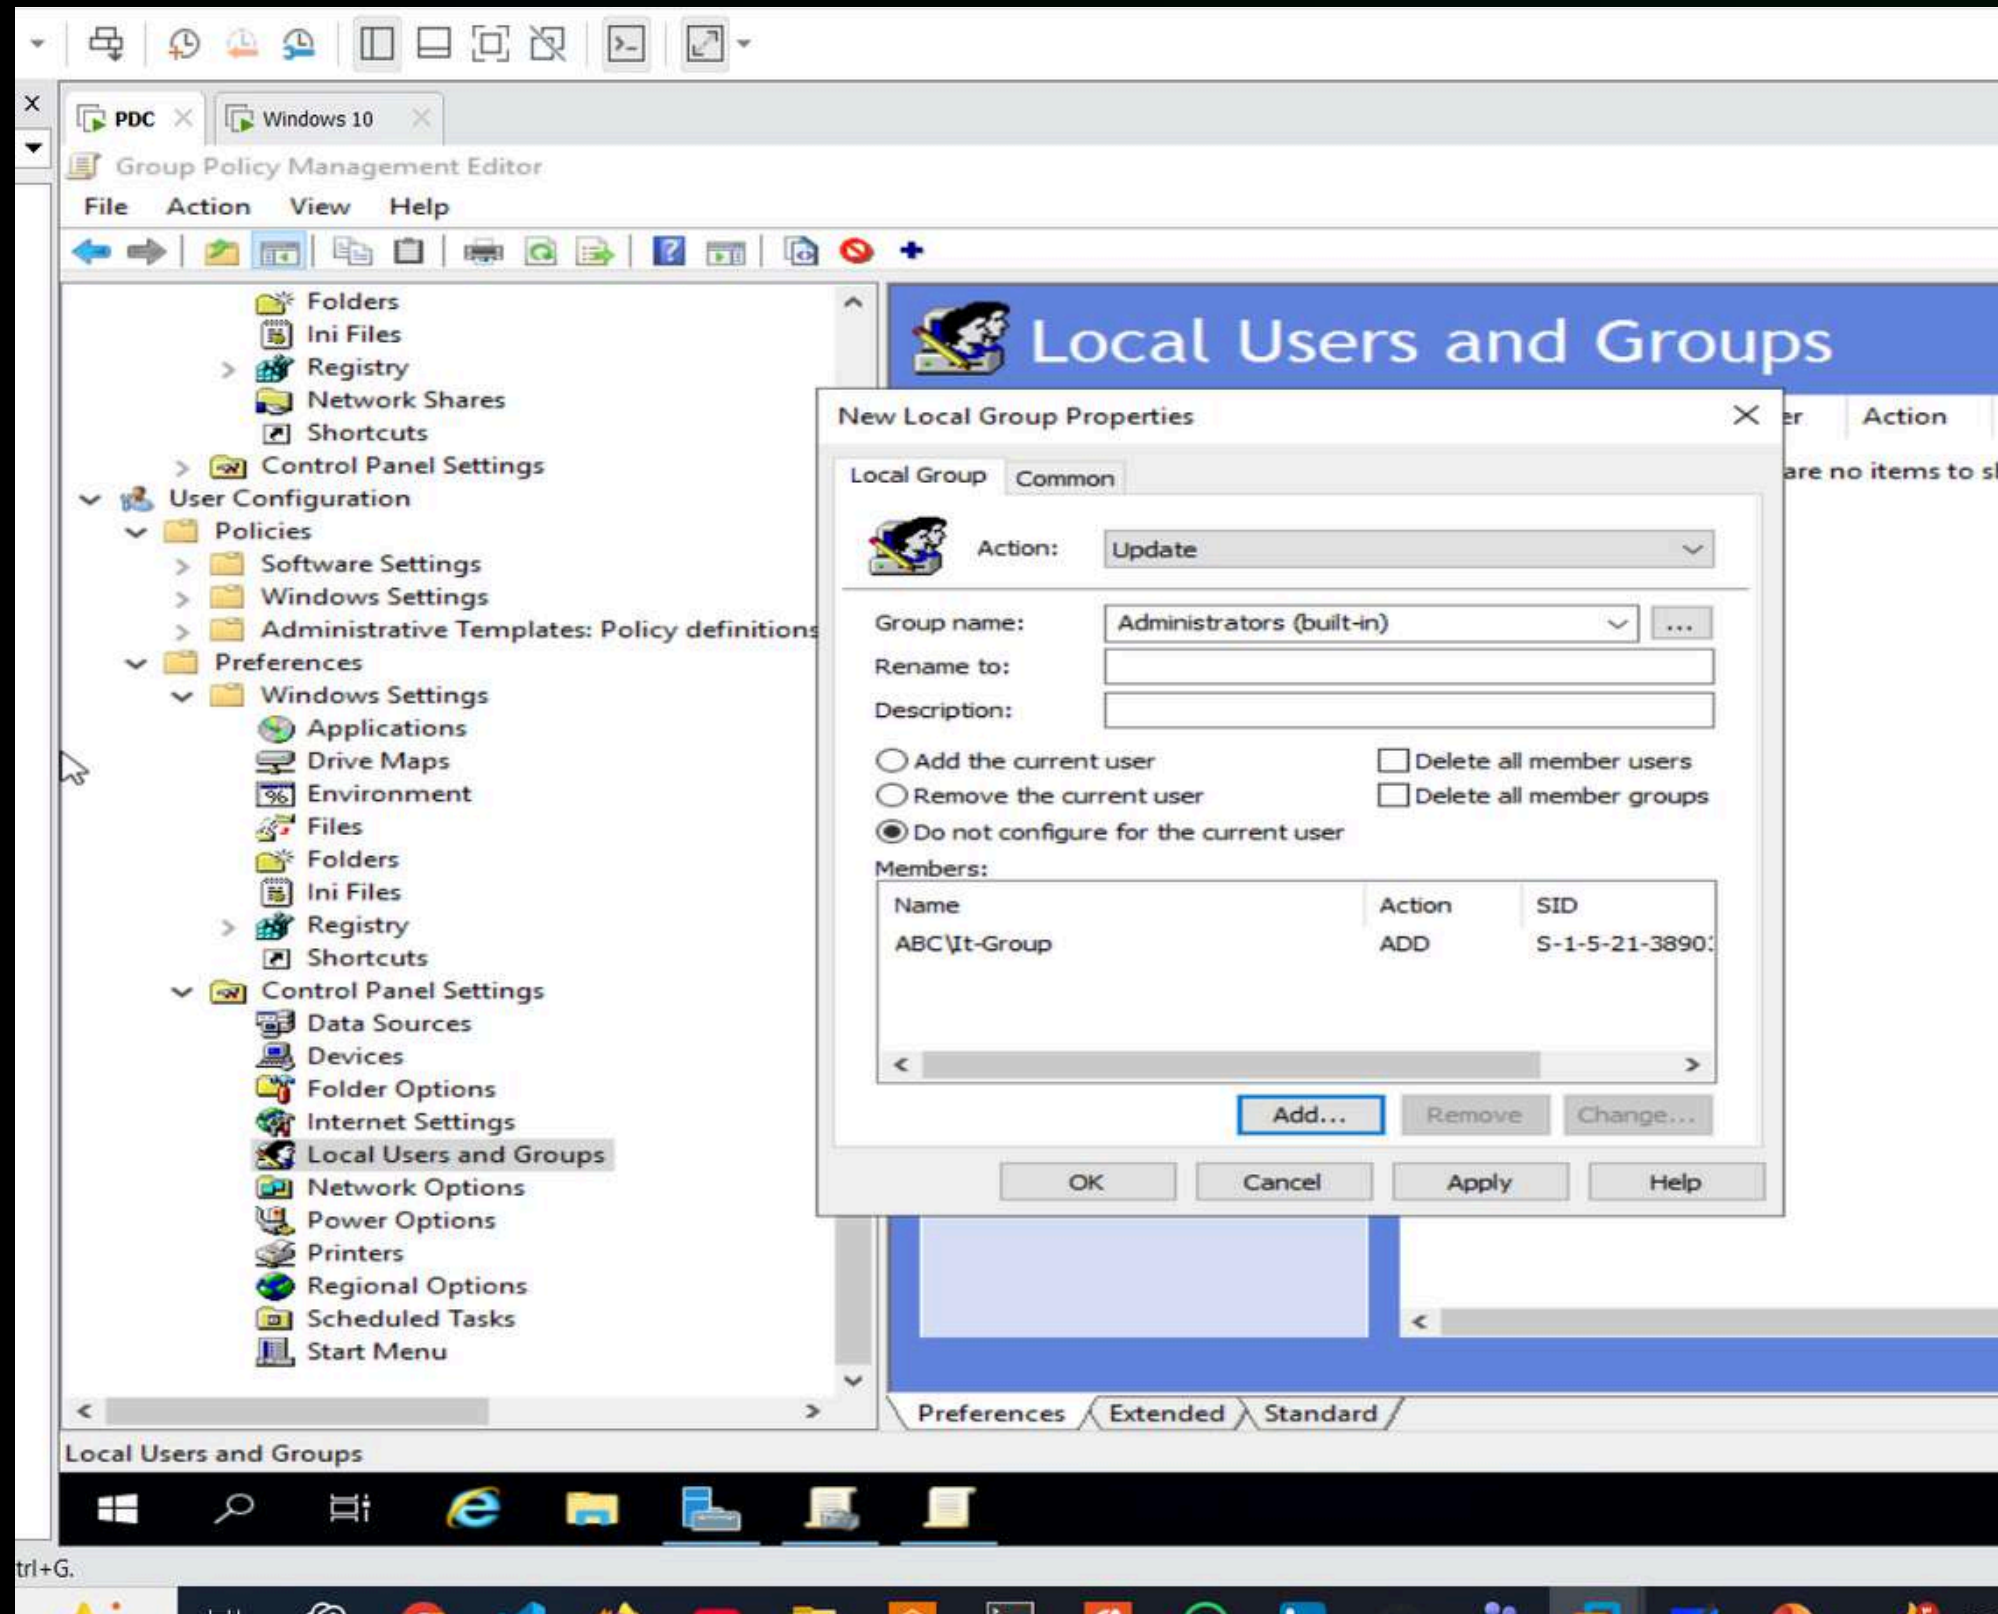 PDC
Windows 10
Group Policy Management Editor
File Action View Help
Folders
Ini Files
Registry
Network Shares
Shortcuts
Control Panel Settings
User Configuration
Policies
Software Settings
Windows Settings
Administrative Templates: Policy definitions
Preferences
Windows Settings
Applications
Drive Maps
Environment
Files
Folders
Ini Files
Registry
Shortcuts
Control Panel Settings
Data Sources
Devices
Folder Options
Internet Settings
Local Users and Groups
Network Options
Power Options
Printers
Regional Options
Scheduled Tasks
Start Menu
Local Users and Groups
er Action
are no items to sh
New Local Group Properties
Local Group Common
Action: Update
Group name: Administrators (built-in) ...
Rename to:
Description:
Add the current user
Remove the current user
Do not configure for the current user
Delete all member users
Delete all member groups
Members:
Name Action SID
ABC\It-Group ADD S-1-5-21-3890
Add... Remove Change...
OK Cancel Apply Help
Preferences Extended Standard
Local Users and Groups
trl+G.